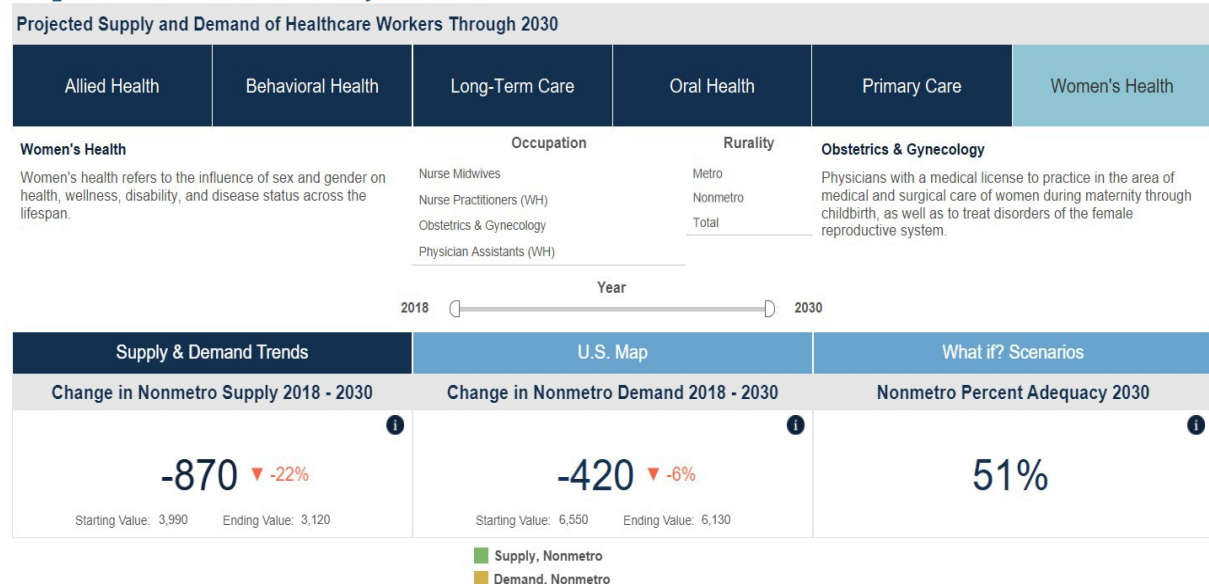 Projected Supply and Demand of Healthcare Workers Through 2030
Allied Health
Behavioral Health
Long-Term Care
Oral Health
Primary Care
Women's Health
Women's Health
Women's health refers to the influence of sex and gender on
health, wellness, disability, and disease status across the
lifespan.
Occupation
Nurse Midwives
Nurse Practitioners (WH)
Obstetrics & Gynecology
Physician Assistants (WH)
Rurality
Metro
Nonmetro
Total
Obstetrics & Gynecology
Physicians with a medical license to practice in the area of
medical and surgical care of women during maternity through
childbirth, as well as to treat disorders of the female
reproductive system.
Year
2018
2030
Supply & Demand Trends
U.S. Map
What if? Scenarios
Change in Nonmetro Supply 2018 - 2030
Change in Nonmetro Demand 2018 - 2030
Nonmetro Percent Adequacy 2030
i
i
i
-870 ▼ -22%
Starting Value: 3,990 Ending Value: 3,120
-420 ▼ -6%
Starting Value: 6,550 Ending Value: 6,130
51%
Supply, Nonmetro
Demand, Nonmetro